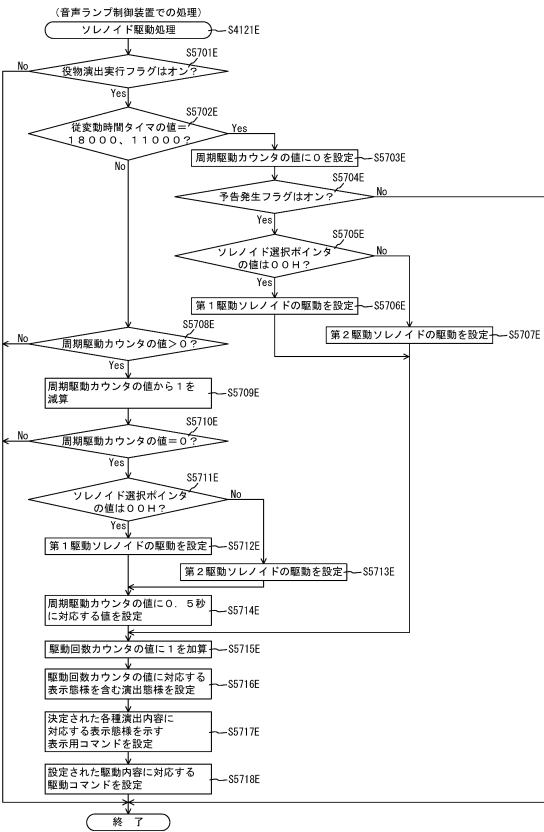 （音声ランプ制御装置での処理）
ソレノイド駆動処理
S4121E
S5701E
役物演出実行フラグはオン？
No
Yes
S5702E
従変動時間タイマの値＝
１８０００、１１０００？
Yes
No
周期駆動カウンタの値に０を設定
S5703E
S5704E
予告発生フラグはオン？
No
Yes
S5705E
ソレノイド選択ポインタ
の値は００Ｈ？
No
Yes
第１駆動ソレノイドの駆動を設定
S5706E
第２駆動ソレノイドの駆動を設定
S5707E
S5708E
周期駆動カウンタの値＞０？
No
Yes
周期駆動カウンタの値から１を
減算
S5709E
S5710E
周期駆動カウンタの値＝０？
No
Yes
S5711E
ソレノイド選択ポインタ
の値は００Ｈ？
No
Yes
第１駆動ソレノイドの駆動を設定
S5712E
第２駆動ソレノイドの駆動を設定
S5713E
周期駆動カウンタの値に０．５秒
に対応する値を設定
S5714E
駆動回数カウンタの値に１を加算
S5715E
駆動回数カウンタの値に対応する
表示態様を含む演出態様を設定
S5716E
決定された各種演出内容に
対応する表示態様を示す
表示用コマンドを設定
S5717E
設定された駆動内容に対応する
駆動コマンドを設定
S5718E
終 了